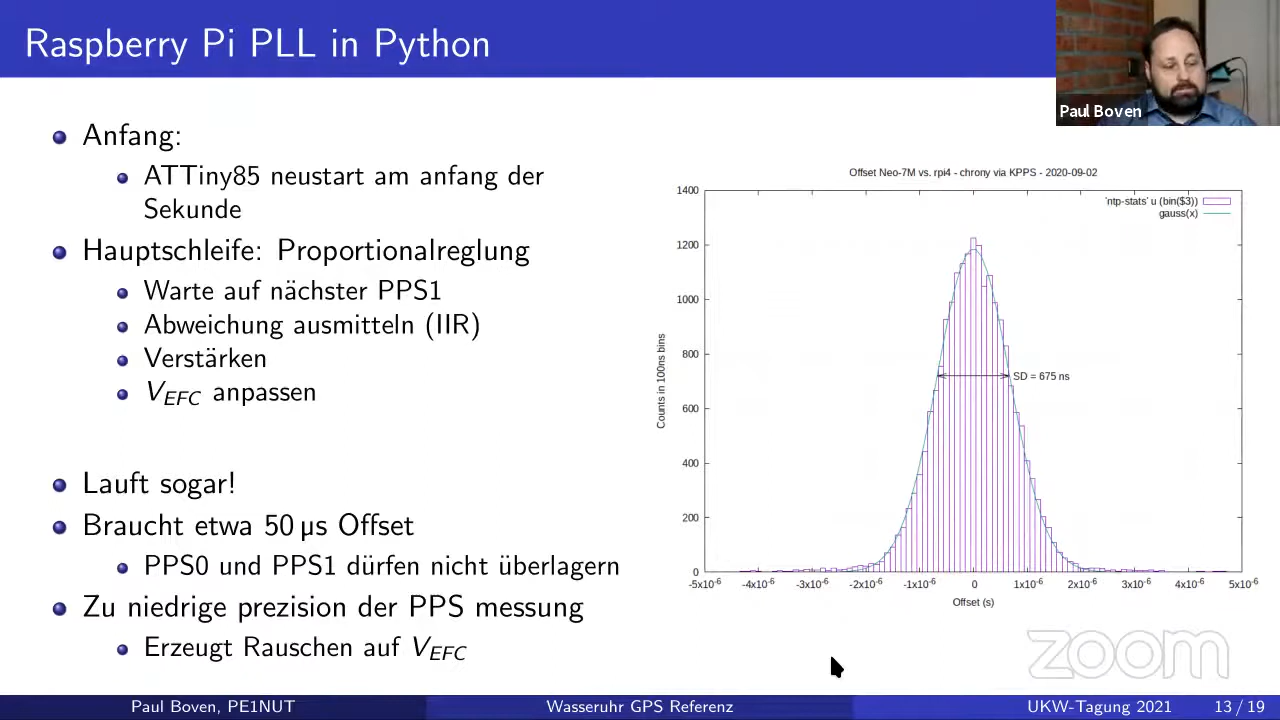 Raspberry Pi PLL in Python
Paul Boven
Anfang:
ATTiny85 neustart am anfang der
Sekunde
Hauptschleife: Proportionalreglung
Warte auf nächster PPS1
Abweichung ausmitteln (IIR)
Verstärken
V_EFC anpassen
Lauft sogar!
Braucht etwa 50 µs Offset
PPS0 und PPS1 dürfen nicht überlagern
Zu niedrige prezision der PPS messung
Erzeugt Rauschen auf V_EFC
Offset Neo-7M vs. rpi4 - chrony via KPPS - 2020-09-02
'ntp-stats' u (bin($3))
gauss(x)
1400
1200
1000
800
600
400
200
0
Counts in 100ns bins
SD = 675 ns
-5x10⁻⁶ -4x10⁻⁶ -3x10⁻⁶ -2x10⁻⁶ -1x10⁻⁶ 0 1x10⁻⁶ 2x10⁻⁶ 3x10⁻⁶ 4x10⁻⁶ 5x10⁻⁶
Offset (s)
zoom
Paul Boven, PE1NUT Wasseruhr GPS Referenz UKW-Tagung 2021 13 / 19